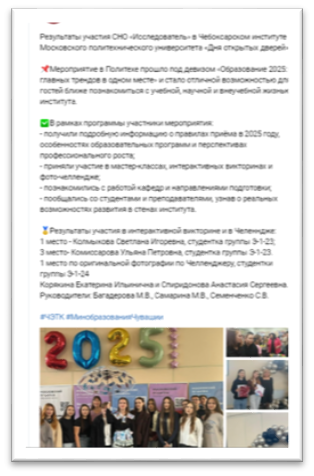 Результаты участия СНО «Исследователь» в Чебоксарском институте
Московского политехнического университета «Дня открытых дверей»
📌Мероприятие в Политехе прошло под девизом «Образование 2025:
главных трендов в одном месте» и стало отличной возможностью для
гостей ближе познакомиться с учебной, научной и внеучебной жизнью
института.
✅В рамках программы участники мероприятия:
- получили подробную информацию о правилах приёма в 2025 году,
особенностях образовательных программ и перспективах
профессионального роста;
- приняли участие в мастер-классах, интерактивных викторинах и
фото-челлендже;
- познакомились с работой кафедр и направлениями подготовки;
- пообщались со студентами и преподавателями, узнав о реальных
возможностях развития в стенах института.
🏅Результаты участия в интерактивной викторине и в Челлендже:
1 место - Колмыкова Светлана Игоревна, студентка группы Э-1-23;
3 место- Комиссарова Ульяна Петровна, студентка группы Э-1-23.
1 место по оригинальной фотографии по Челленджеру, студентки
группы Э-1-24
Корякина Екатерина Ильинична и Спиридонова Анастасия Сергеевна.
Руководители: Багадерова М.В., Самарина М.В., Семенченко С.В.
#ЧЭТК #МинобразованияЧувашии
2025